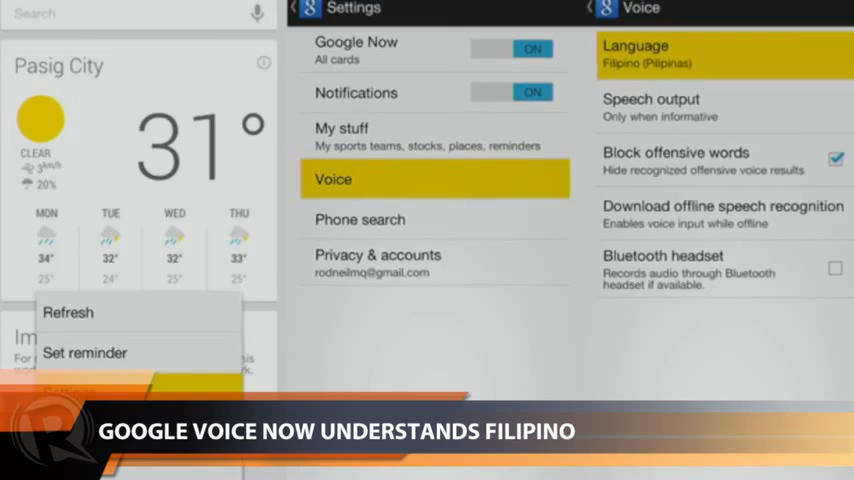 Search
Pasig City
31°
CLEAR
3km/h
20%
MON TUE WED THU
34° 32° 32° 33°
25° 24° 25° 25°
Refresh
Set reminder
Settings
Settings
Google Now
All cards
ON
Notifications
ON
My stuff
My sports teams, stocks, places, reminders
Voice
Phone search
Privacy & accounts
rodneilmq@gmail.com
Voice
Language
Filipino (Pilipinas)
Speech output
Only when informative
Block offensive words
Hide recognized offensive voice results
Download offline speech recognition
Enables voice input while offline
Bluetooth headset
Records audio through Bluetooth
headset if available.
GOOGLE VOICE NOW UNDERSTANDS FILIPINO